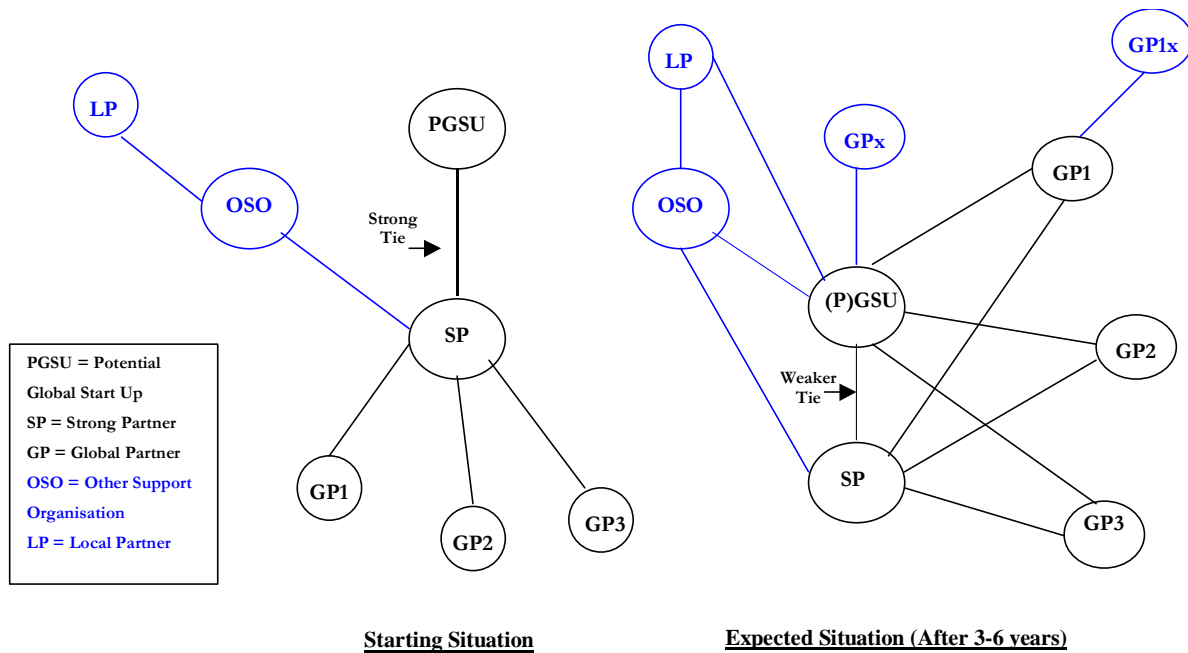 LP
PGSU
OSO
Strong
Tie
SP
GP1
GP2
GP3
PGSU = Potential
Global Start Up
SP = Strong Partner
GP = Global Partner
OSO = Other Support
Organisation
LP = Local Partner
Starting Situation
GP1x
LP
GPx
GP1
OSO
(P)GSU
GP2
Weaker
Tie
SP
GP3
Expected Situation (After 3-6 years)